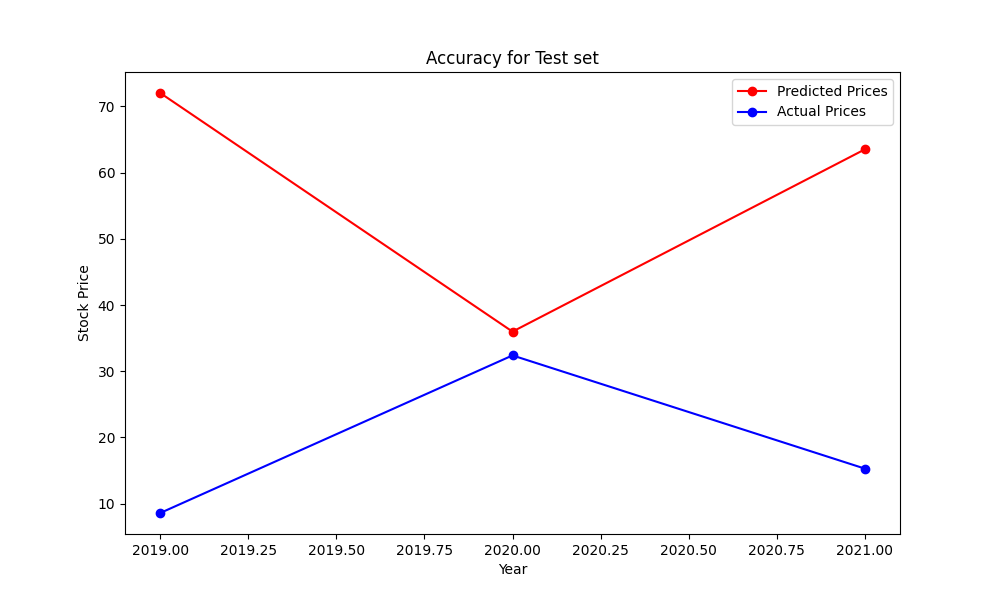 Accuracy for Test set
Predicted Prices
Actual Prices
Stock Price
70
60
50
40
30
20
10
2019.00 2019.25 2019.50 2019.75 2020.00 2020.25 2020.50 2020.75 2021.00
Year